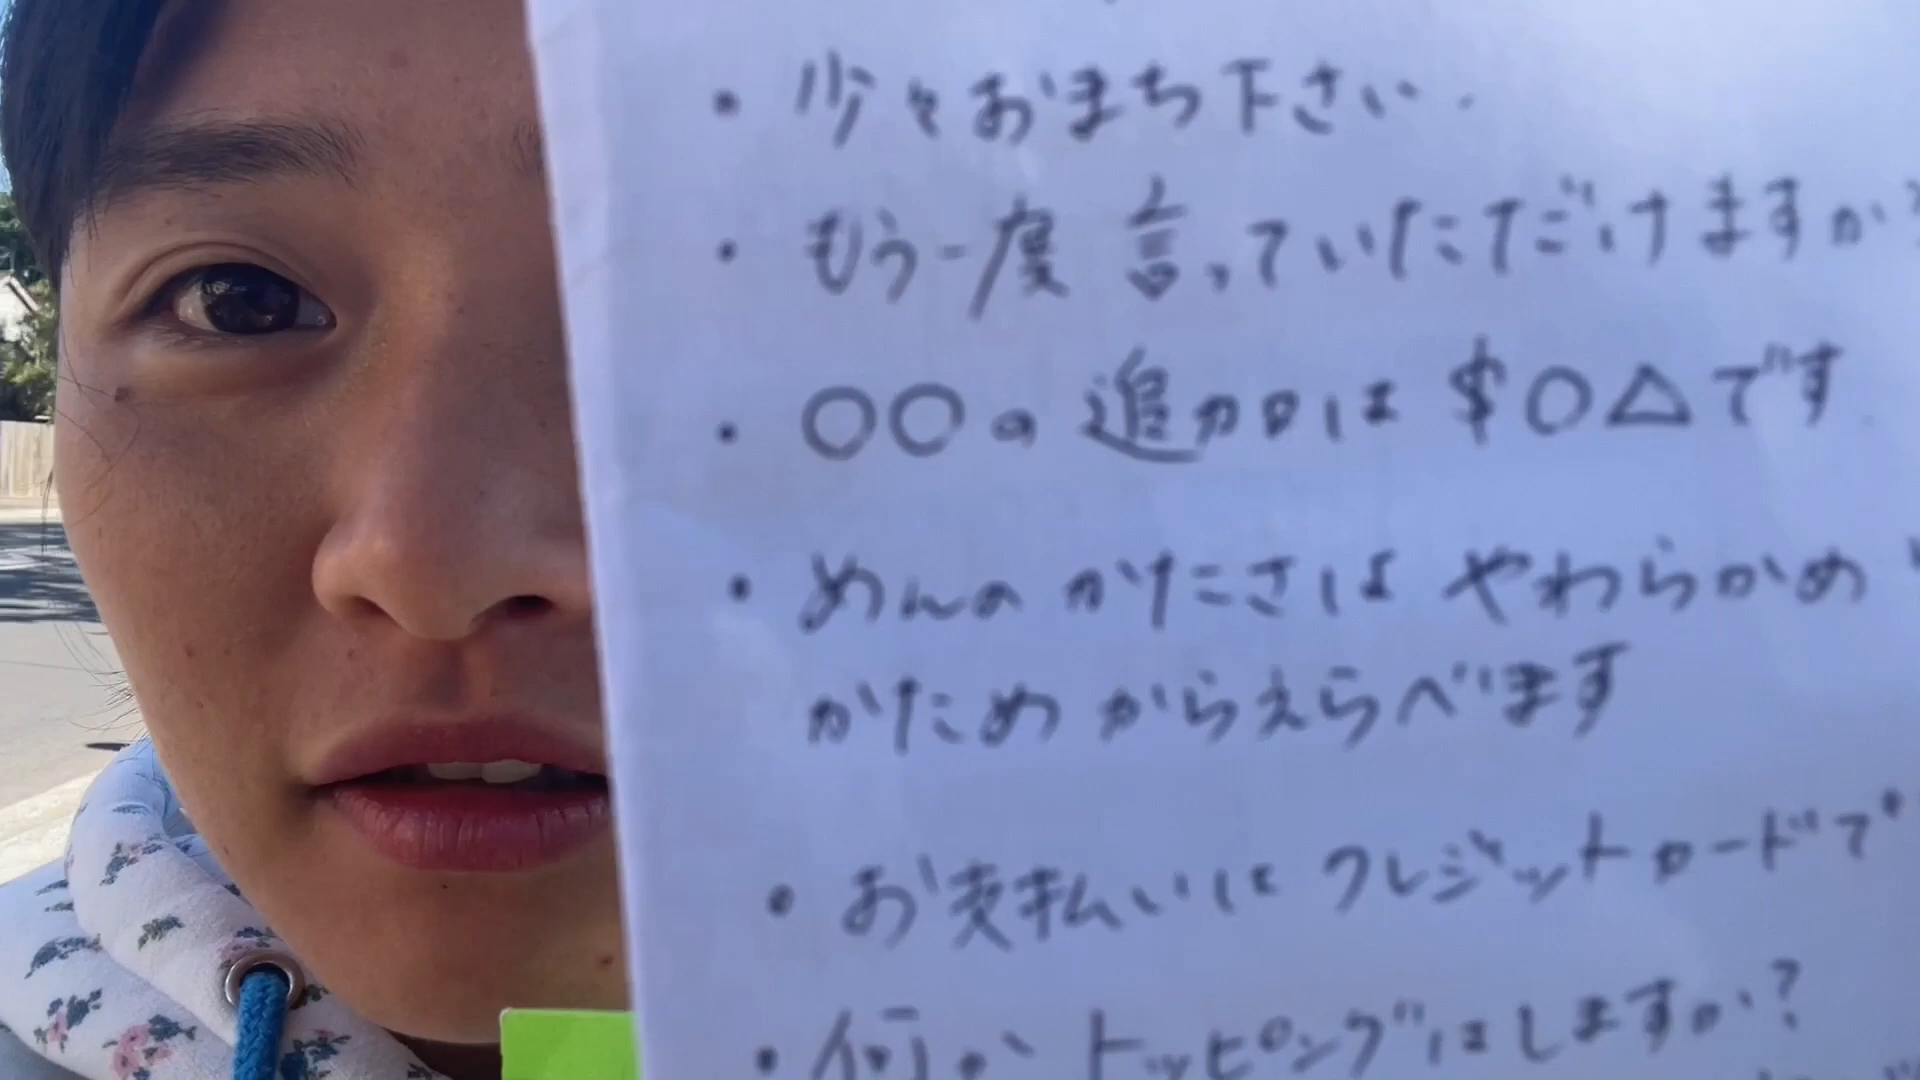 ・少々おまち下さい.
・もう一度 言っていただけますか?
・〇〇の 追加は $〇△です
・めんの かたさは やわらかめ
かため からえらべます
・お支払いは クレジットカードで
・何か トッピングはしますか?